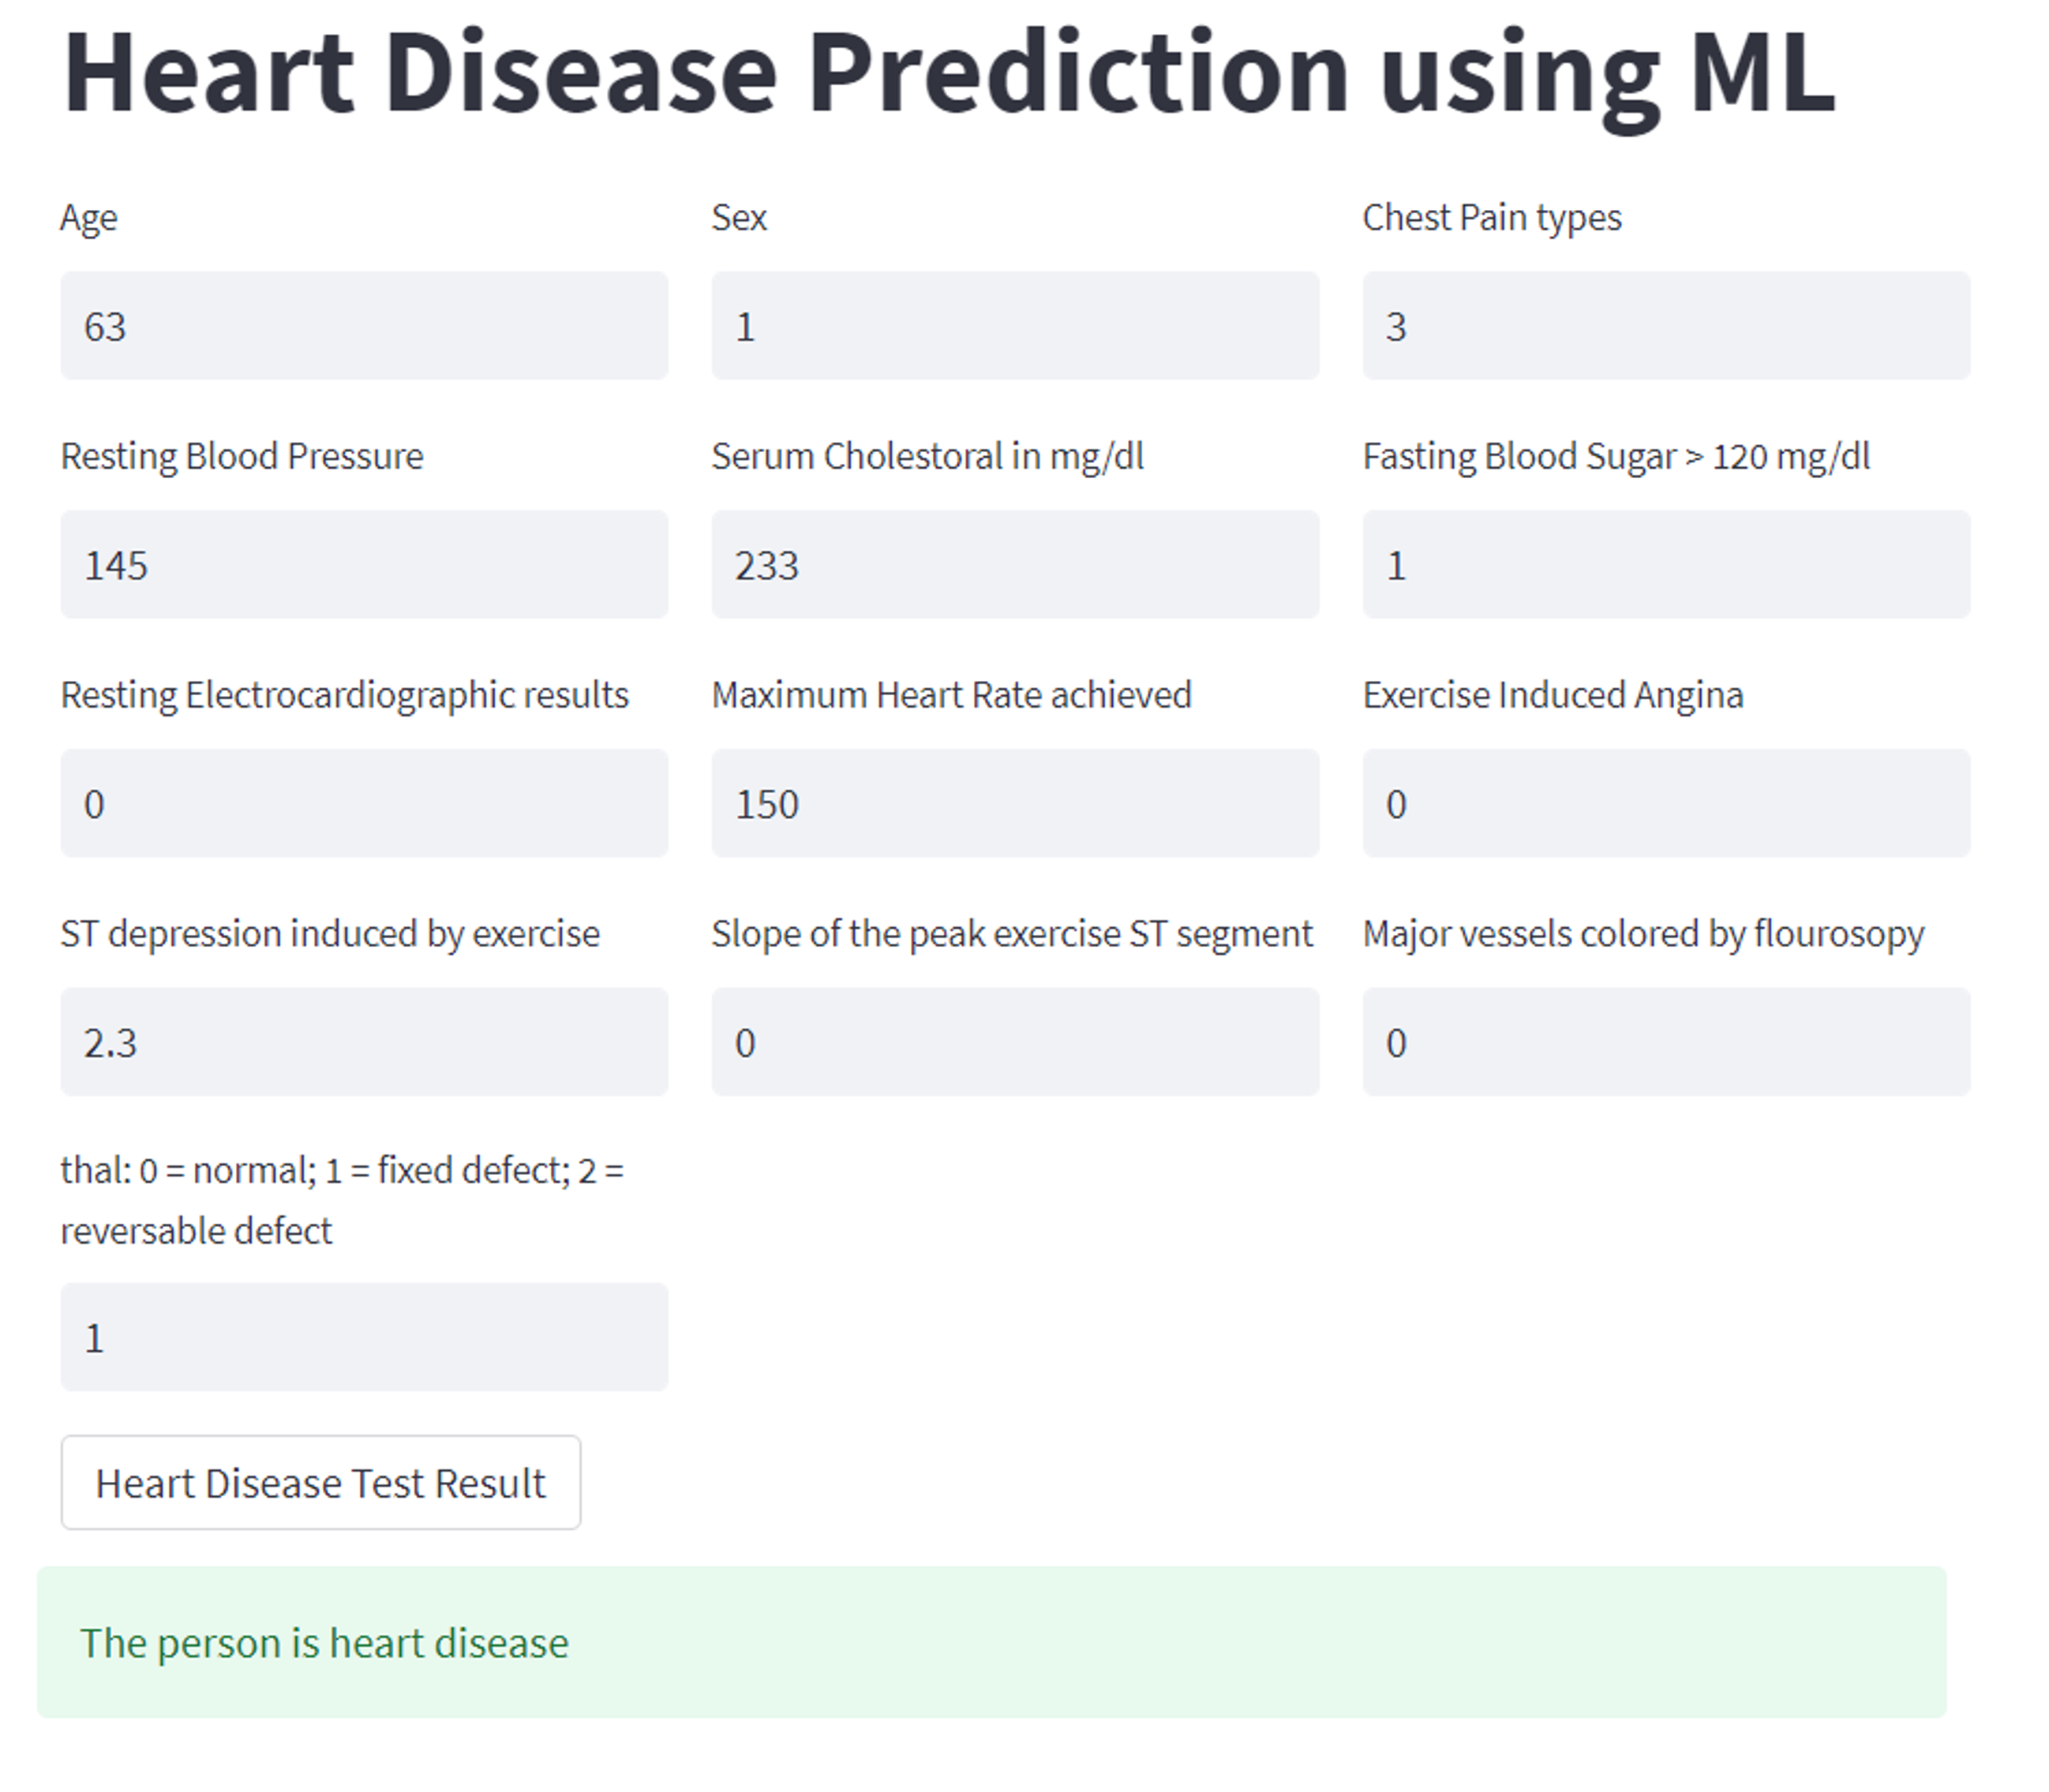 Heart Disease Prediction using ML
Age
Sex
Chest Pain types
63
1
3
Resting Blood Pressure
Serum Cholestoral in mg/dl
Fasting Blood Sugar > 120 mg/dl
145
233
1
Resting Electrocardiographic results
Maximum Heart Rate achieved
Exercise Induced Angina
0
150
0
ST depression induced by exercise
Slope of the peak exercise ST segment
Major vessels colored by flourosopy
2.3
0
0
thal: 0 = normal; 1 = fixed defect; 2 =
reversable defect
1
Heart Disease Test Result
The person is heart disease